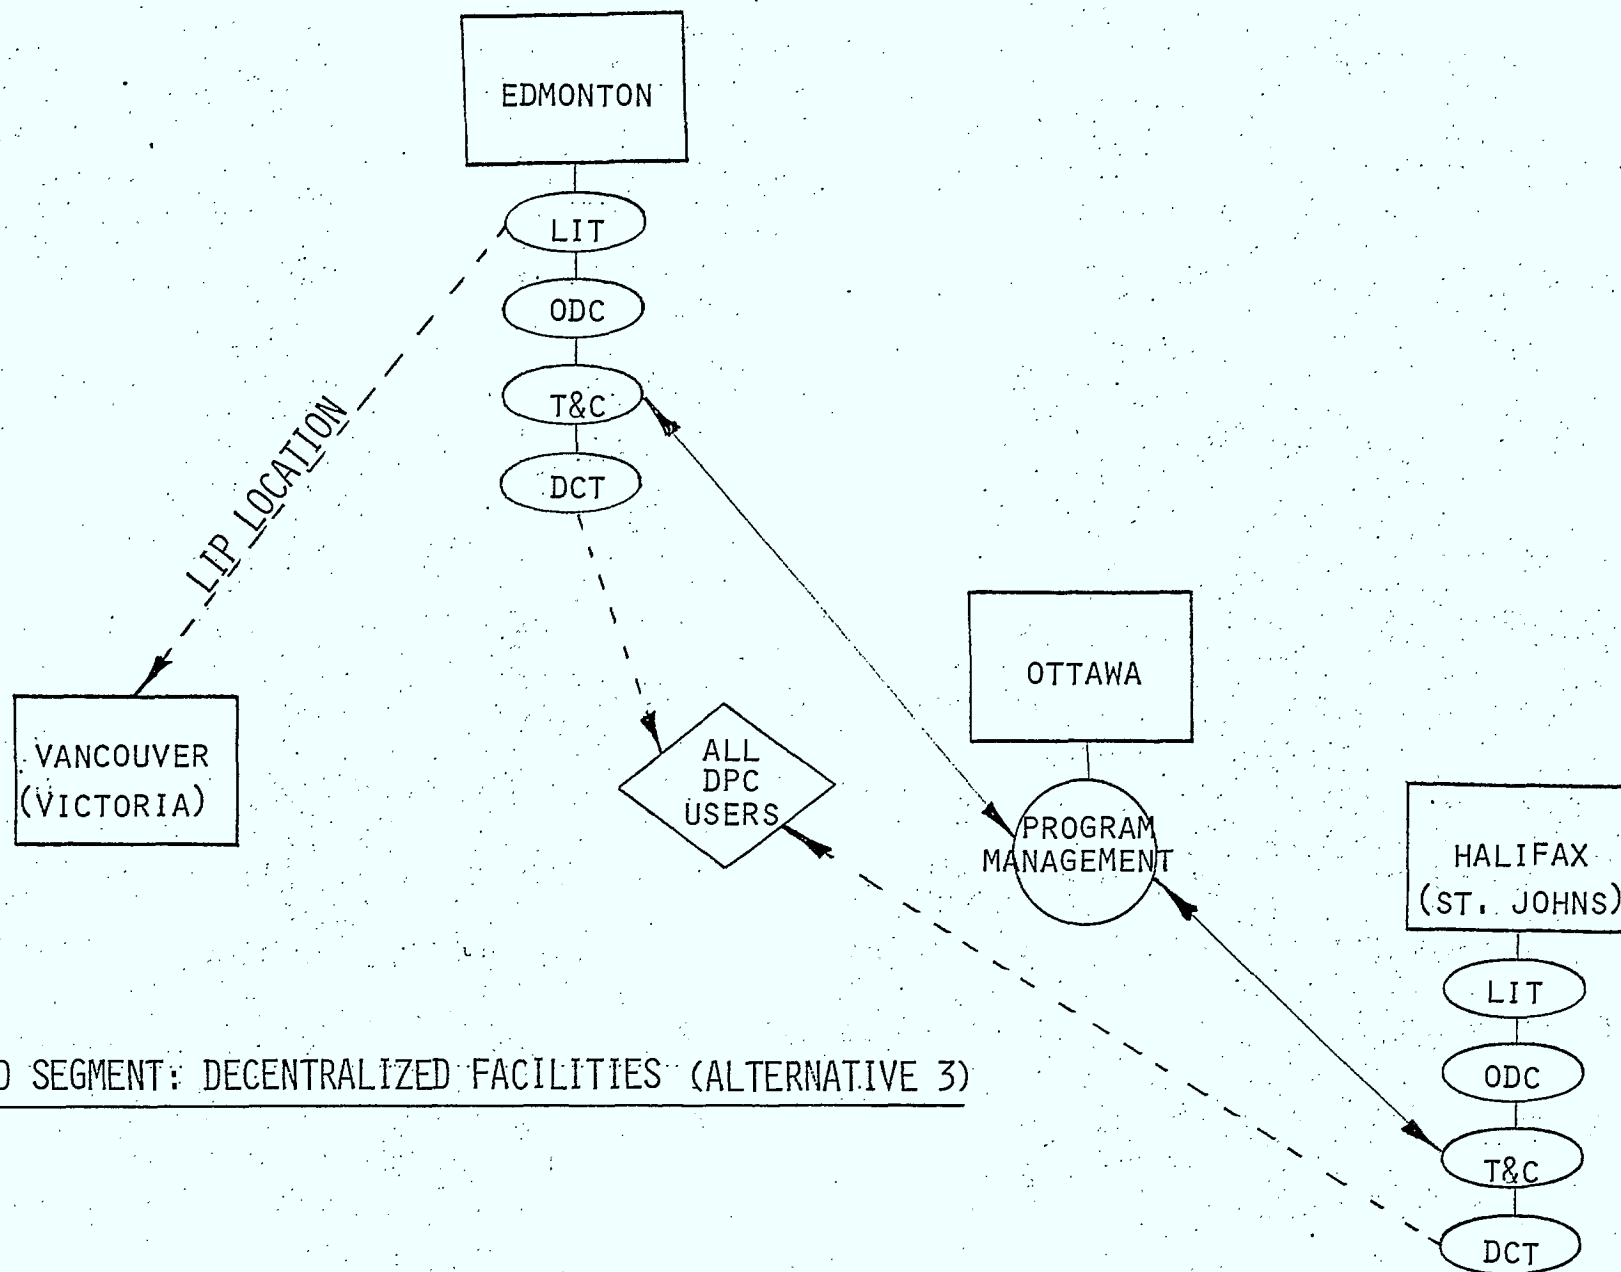 EDMONTON
LIT
ODC
T&C
DCT
LIP LOCATION
VANCOUVER
(VICTORIA)
ALL
DPC
USERS
OTTAWA
PROGRAM
MANAGEMENT
HALIFAX
(ST. JOHNS)
LIT
ODC
T&C
DCT
SEGMENT: DECENTRALIZED FACILITIES (ALTERNATIVE 3)